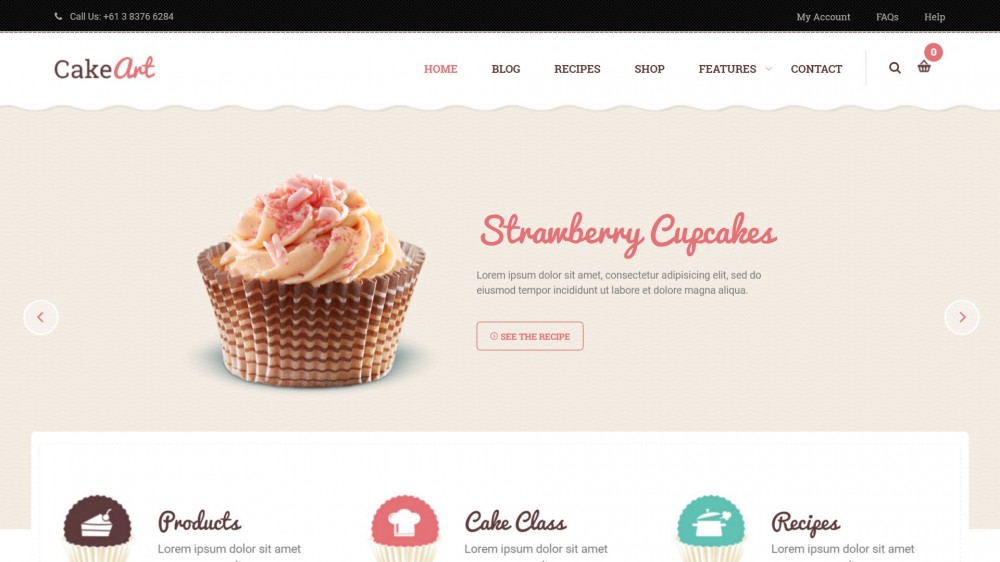 Call Us: +61 3 8376 6284
My Account FAQs Help
CakeArt
HOME BLOG RECIPES SHOP FEATURES CONTACT
0
Strawberry Cupcakes
Lorem ipsum dolor sit amet, consectetur adipisicing elit, sed do
eiusmod tempor incididunt ut labore et dolore magna aliqua.
SEE THE RECIPE
Products
Lorem ipsum dolor sit amet
Cake Class
Lorem ipsum dolor sit amet
Recipes
Lorem ipsum dolor sit amet